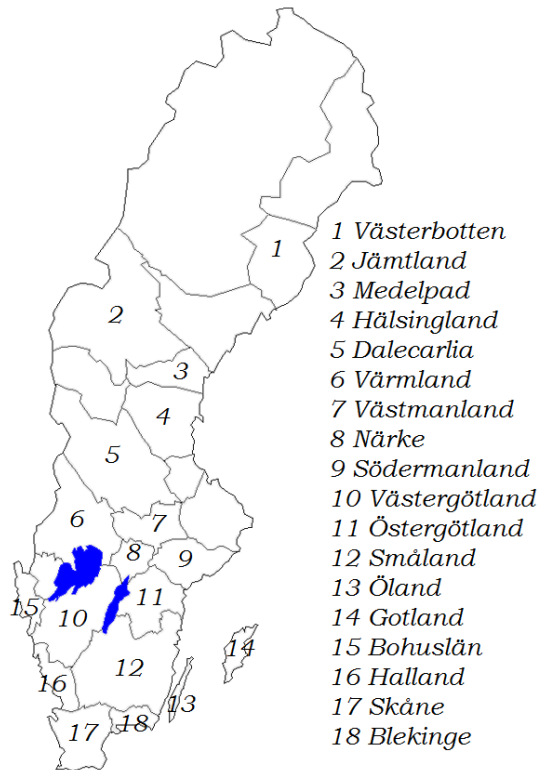 1 Västerbotten
2 Jämtland
3 Medelpad
4 Hälsingland
5 Dalecarlia
6 Värmland
7 Västmanland
8 Närke
9 Södermanland
10 Västergötland
11 Östergötland
12 Småland
13 Öland
14 Gotland
15 Bohuslän
16 Halland
17 Skåne
18 Blekinge
1
2
3
4
5
6
7
8
9
10
11
12
13
14
15
16
17
18